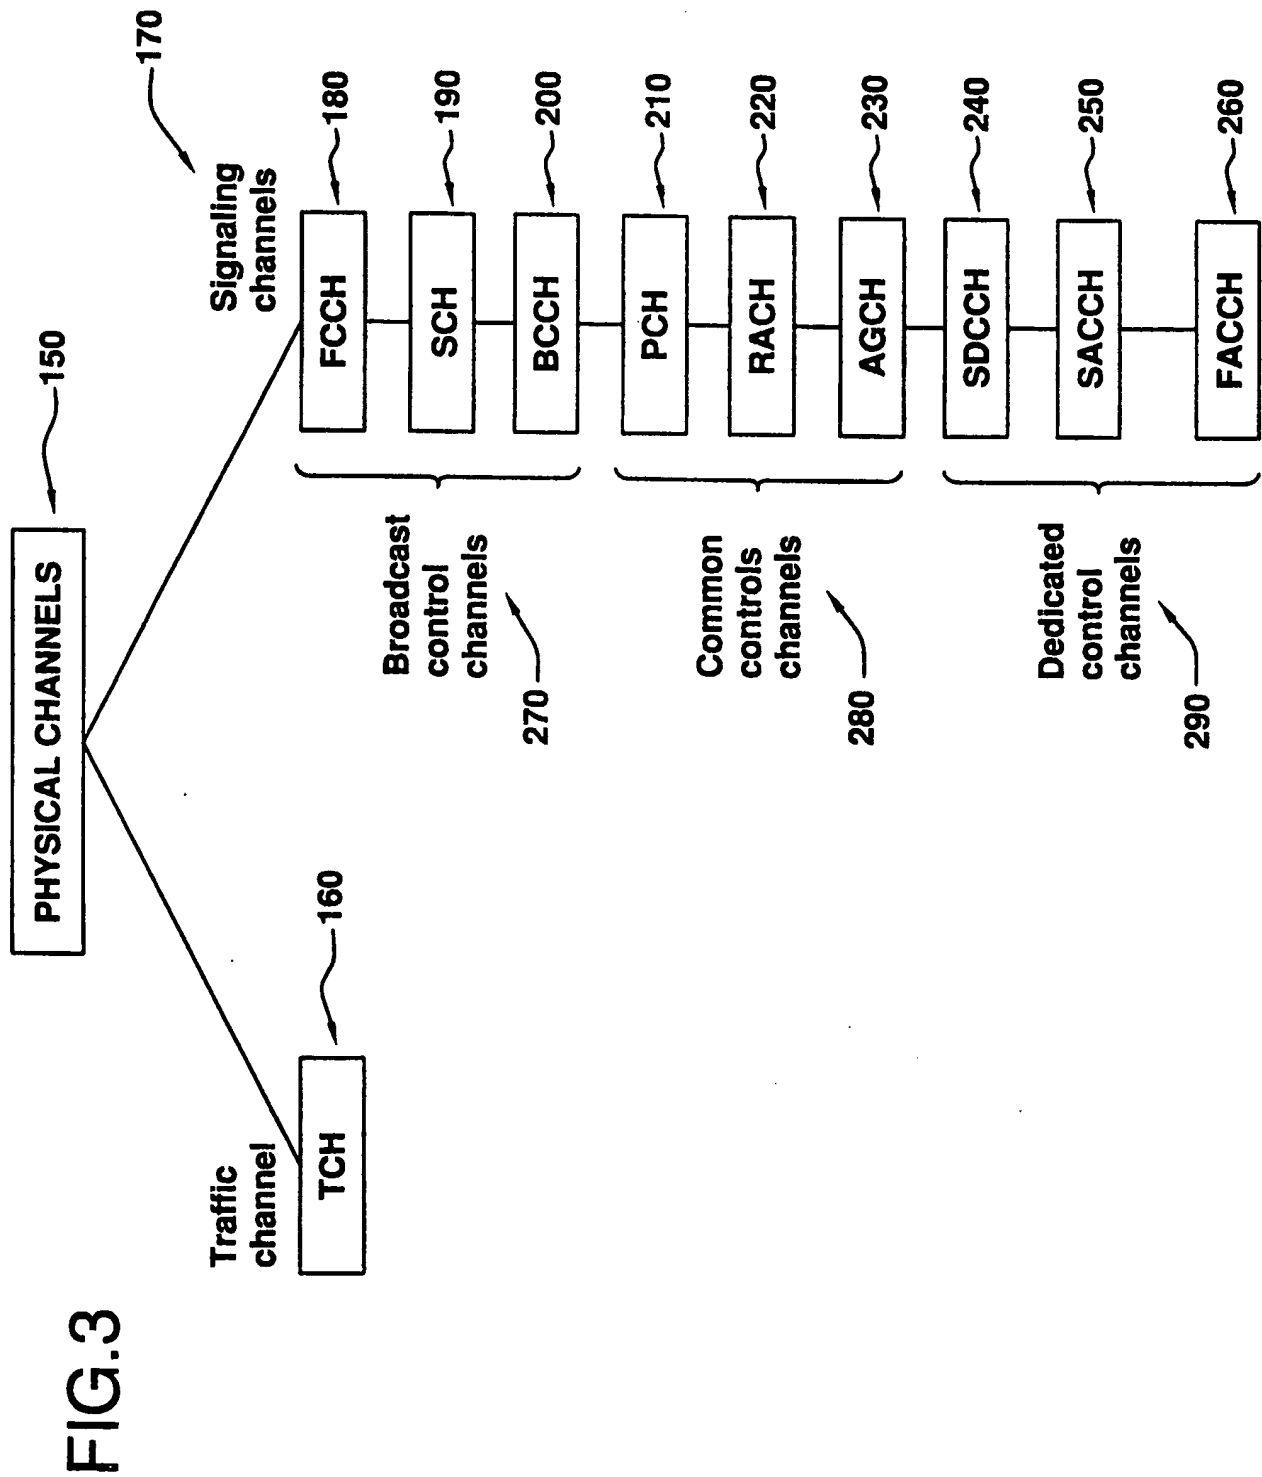 FIG.3
PHYSICAL CHANNELS
150
Traffic
channel
TCH
160
Signaling
channels
170
FCCH
180
SCH
190
BCCH
200
Broadcast
control
channels
270
PCH
210
RACH
220
AGCH
230
Common
controls
channels
280
SDCCH
240
SACCH
250
FACCH
260
Dedicated
control
channels
290